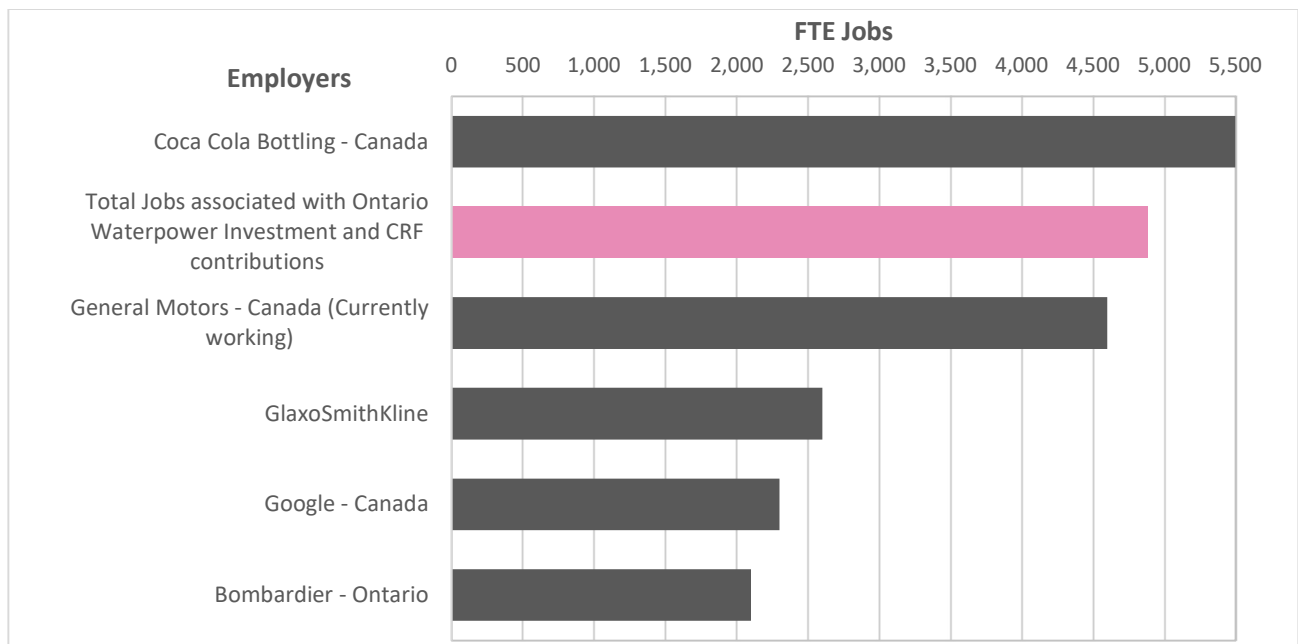 FTE Jobs
Employers
0 500 1,000 1,500 2,000 2,500 3,000 3,500 4,000 4,500 5,000 5,500
Coca Cola Bottling - Canada
Total Jobs associated with Ontario
Waterpower Investment and CRF
contributions
General Motors - Canada (Currently
working)
GlaxoSmithKline
Google - Canada
Bombardier - Ontario